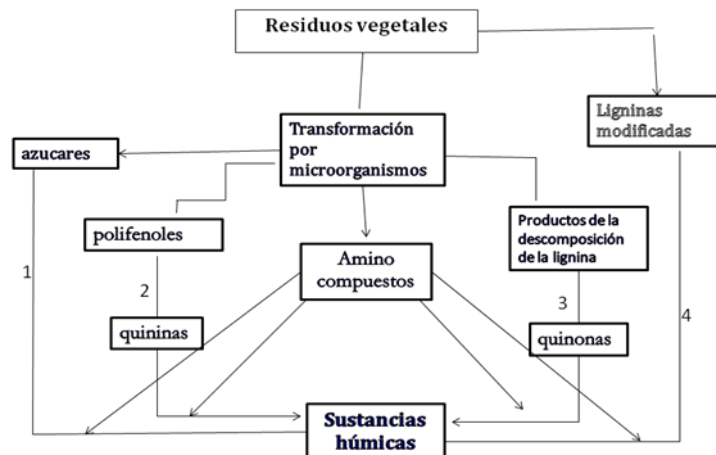 Residuos vegetales
Ligninas
modificadas
Transformación
por
microorganismos
azucares
polifenoles
Productos de la
descomposición
de la lignina
Amino
compuestos
1
2
3
4
quininas
quinonas
Sustancias
húmicas